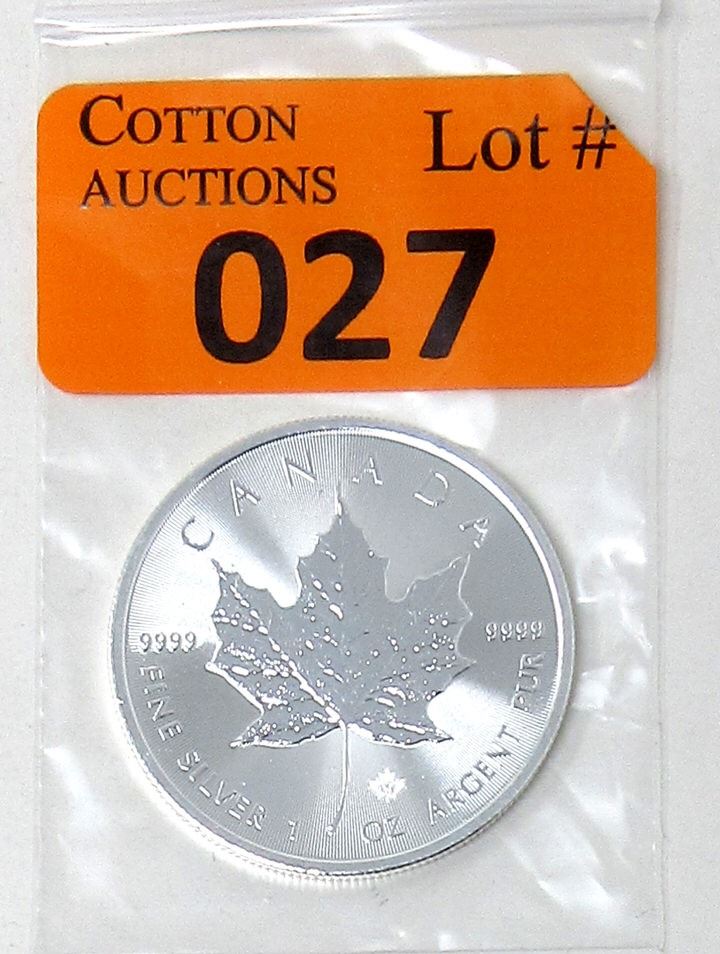 COTTON
AUCTIONS
Lot #
027
CANADA
9999
9999
FINE SILVER 1 OZ ARGENT PUR